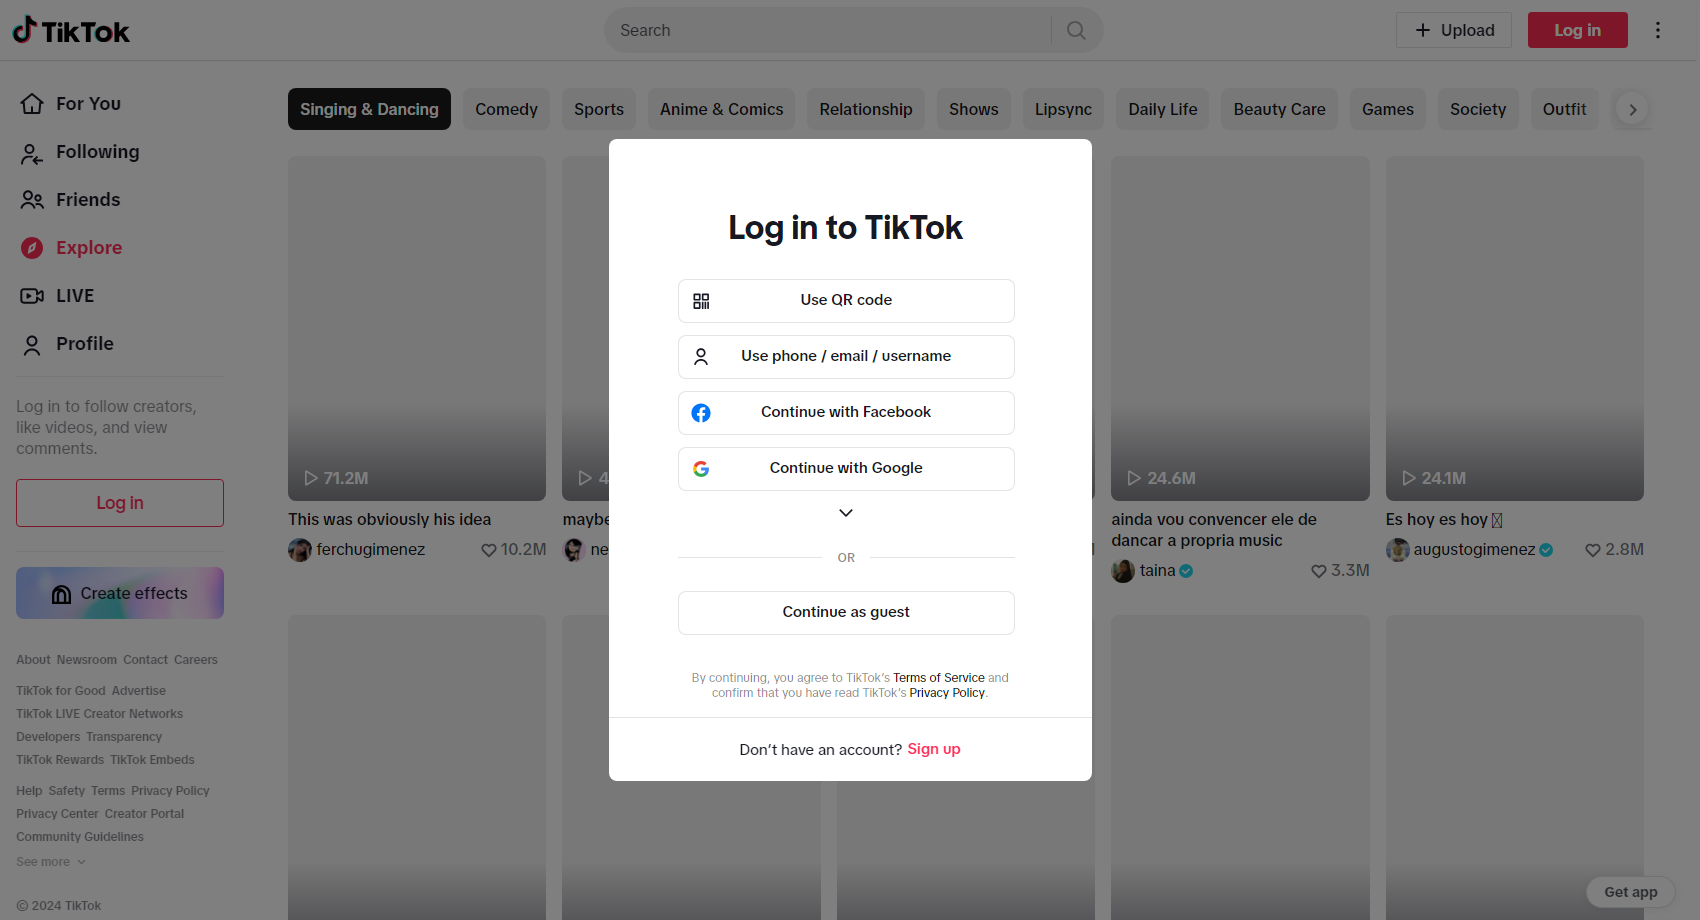 TikTok
Search
Upload
Log in
For You
Following
Friends
Explore
LIVE
Profile
Log in to follow creators,
like videos, and view
comments.
Log in
Create effects
About Newsroom Contact Careers
TikTok for Good Advertise
TikTok LIVE Creator Networks
Developers Transparency
TikTok Rewards TikTok Embeds
Help Safety Terms Privacy Policy
Privacy Center Creator Portal
Community Guidelines
See more
© 2024 TikTok
Singing & Dancing Comedy Sports Anime & Comics Relationship Shows Lipsync Daily Life Beauty Care Games Society Outfit
71.2M
This was obviously his idea
ferchugimenez 10.2M
maybe
24.6M
ainda vou convencer ele de
dancar a propria music
taina 3.3M
24.1M
Es hoy es hoy
augustogimenez 2.8M
Log in to TikTok
Use QR code
Use phone / email / username
Continue with Facebook
Continue with Google
OR
Continue as guest
By continuing, you agree to TikTok's Terms of Service and
confirm that you have read TikTok's Privacy Policy.
Don't have an account? Sign up
Get app